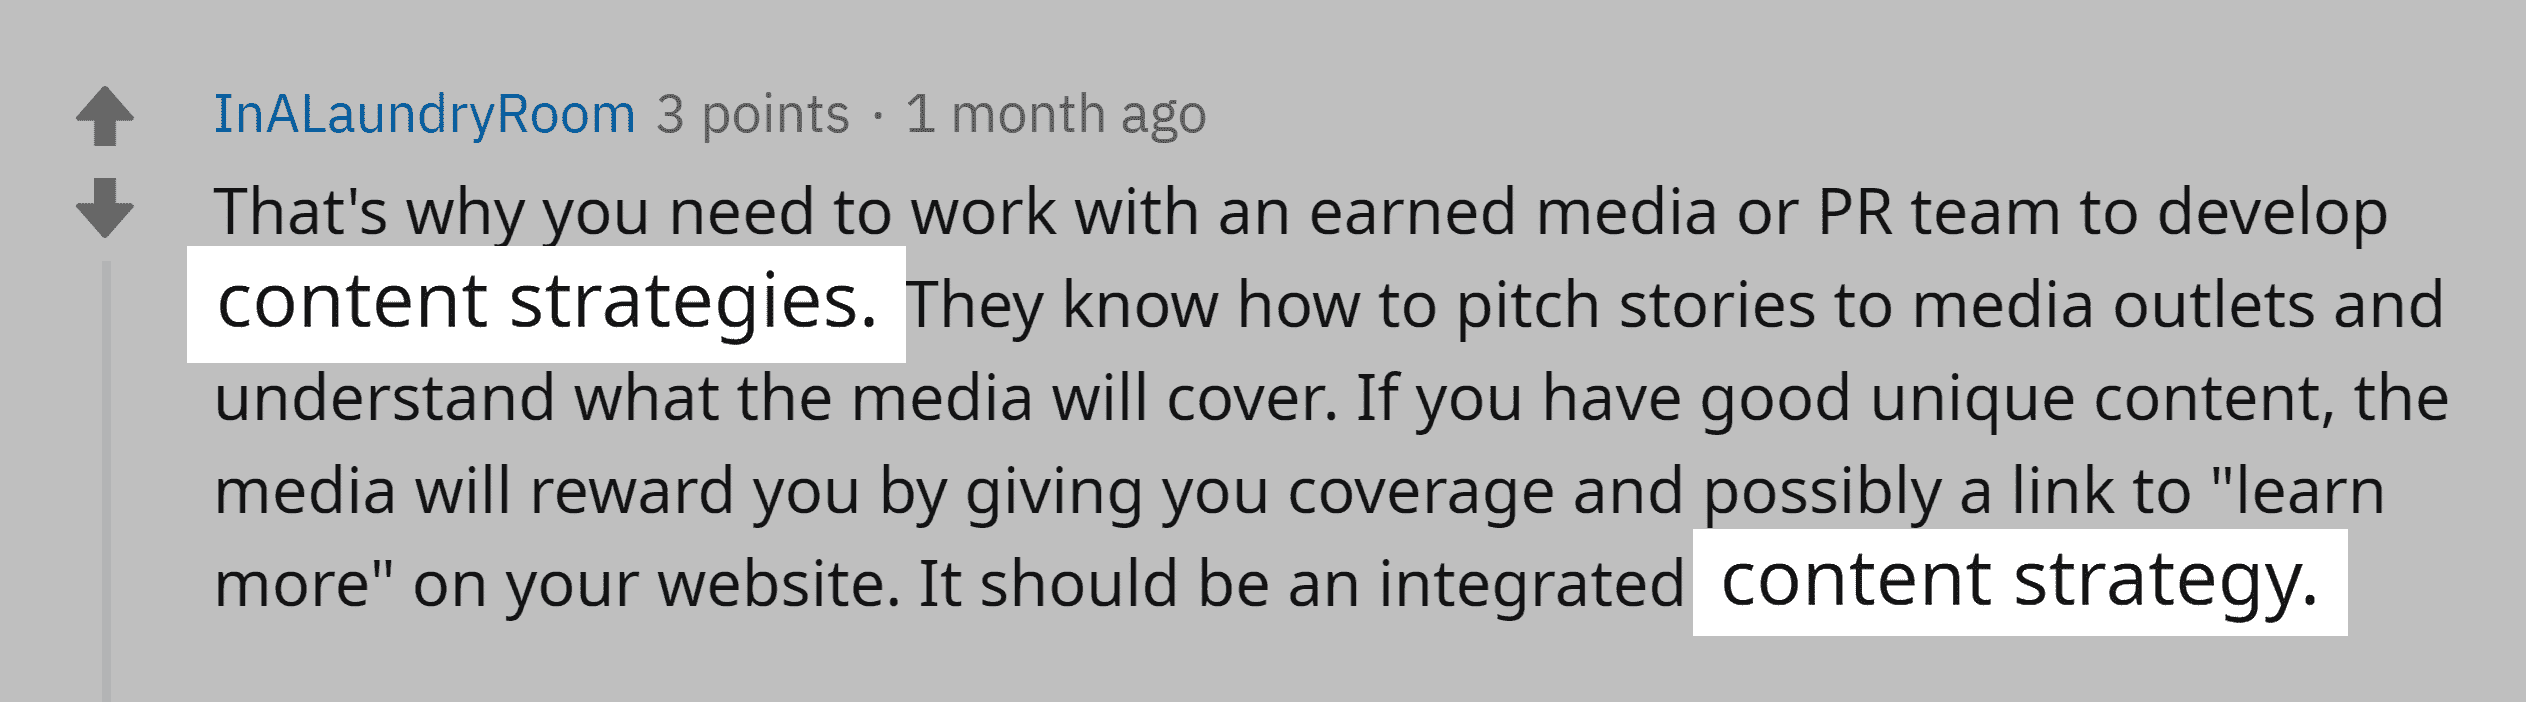 InALaundryRoom 3 points · 1 month ago
That's why you need to work with an earned media or PR team to develop
content strategies. They know how to pitch stories to media outlets and
understand what the media will cover. If you have good unique content, the
media will reward you by giving you coverage and possibly a link to "learn
more" on your website. It should be an integrated content strategy.